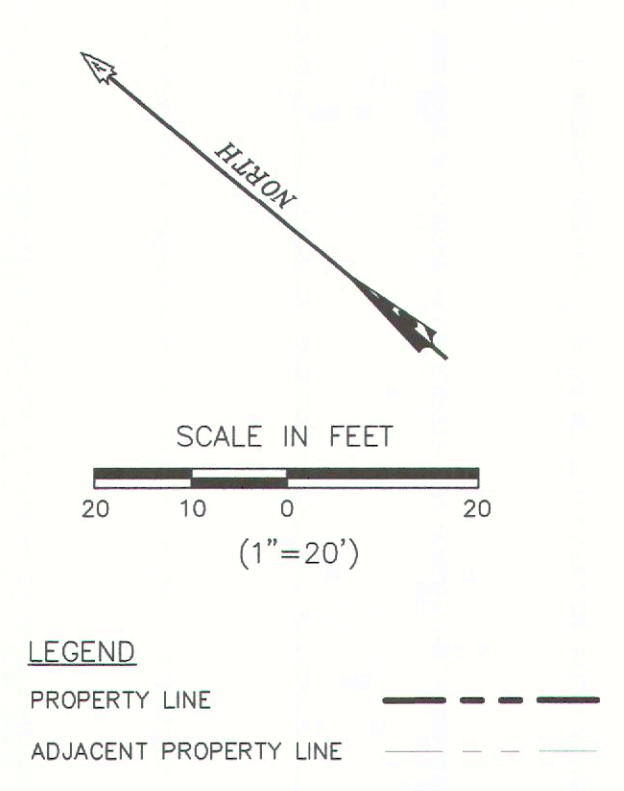 NORTH
SCALE IN FEET
20 10 0 20
(1"=20')
LEGEND
PROPERTY LINE
ADJACENT PROPERTY LINE